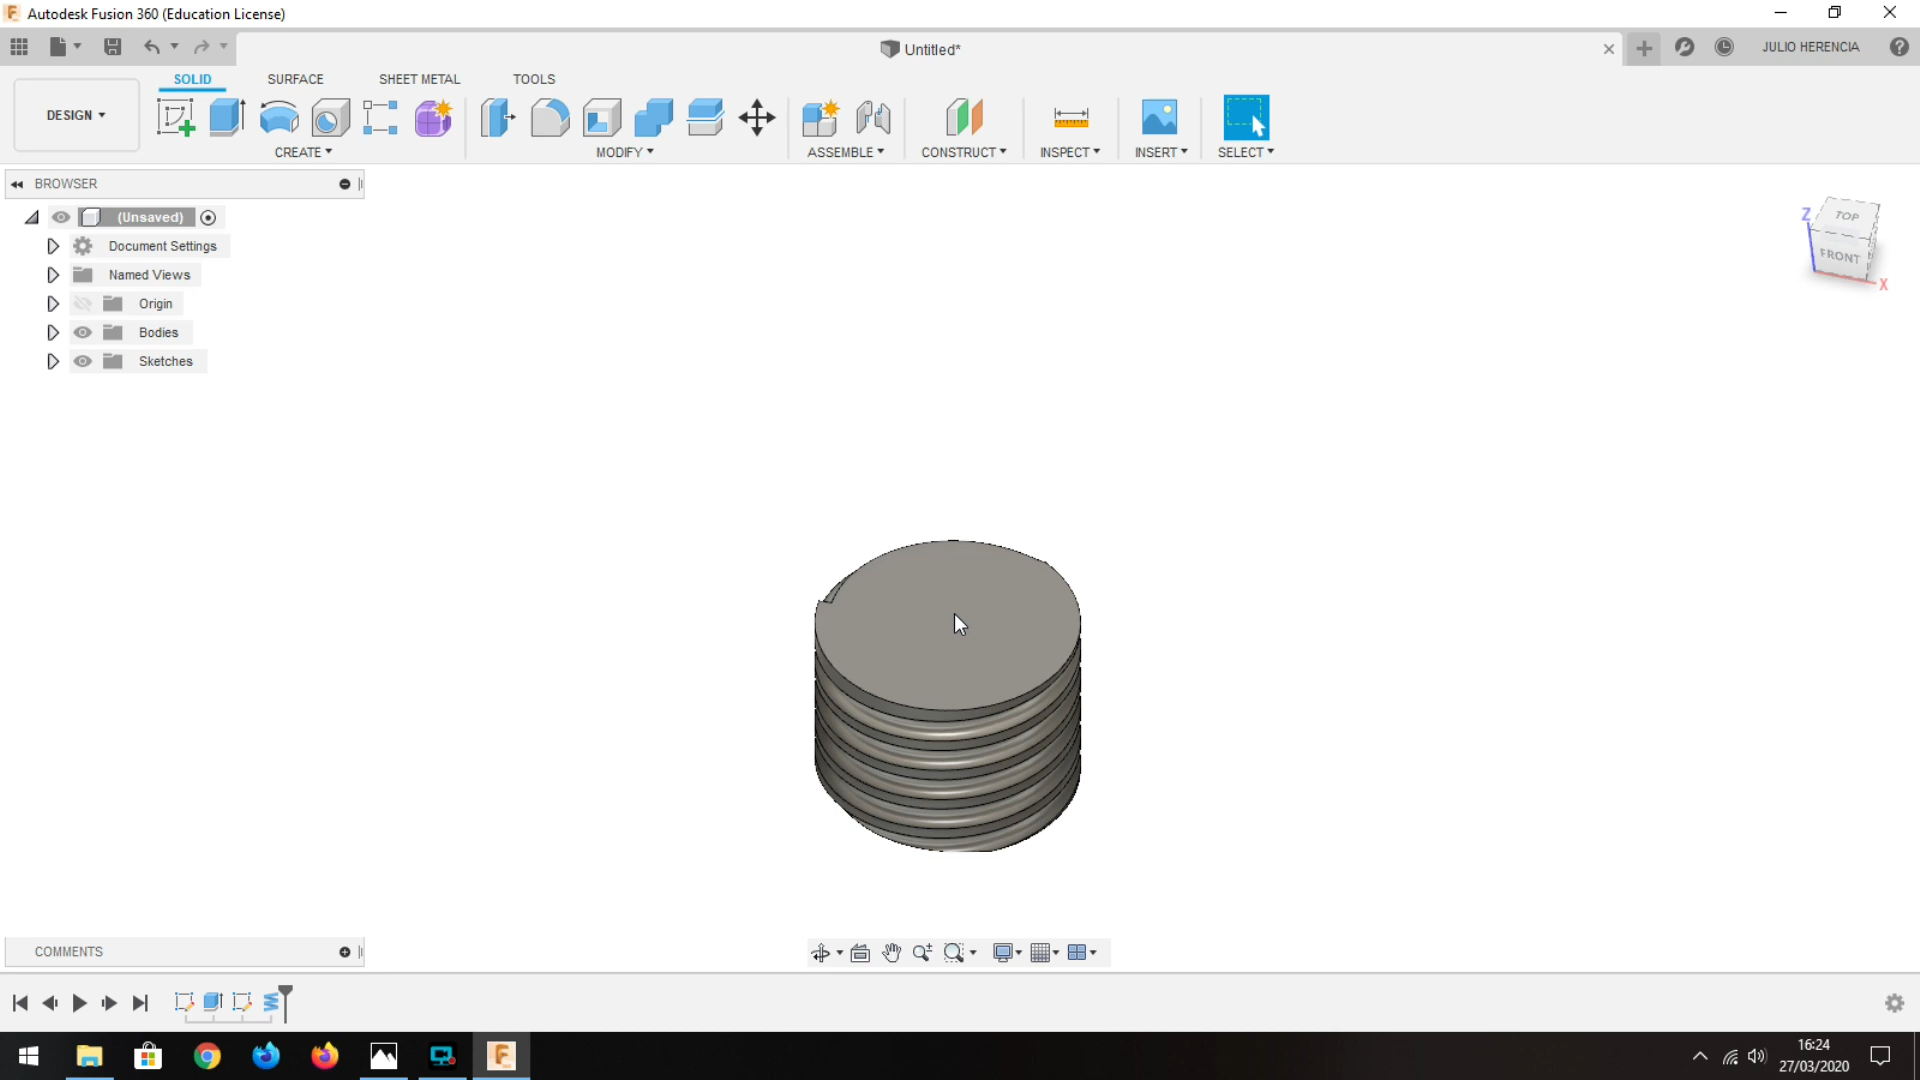 Autodesk Fusion 360 (Education License)
Untitled*
JULIO HERENCIA
SOLID
SURFACE
SHEET METAL
TOOLS
DESIGN
CREATE
MODIFY
ASSEMBLE
CONSTRUCT
INSPECT
INSERT
SELECT
BROWSER
(Unsaved)
Document Settings
Named Views
Origin
Bodies
Sketches
Z
TOP
FRONT
X
COMMENTS
16:24
27/03/2020